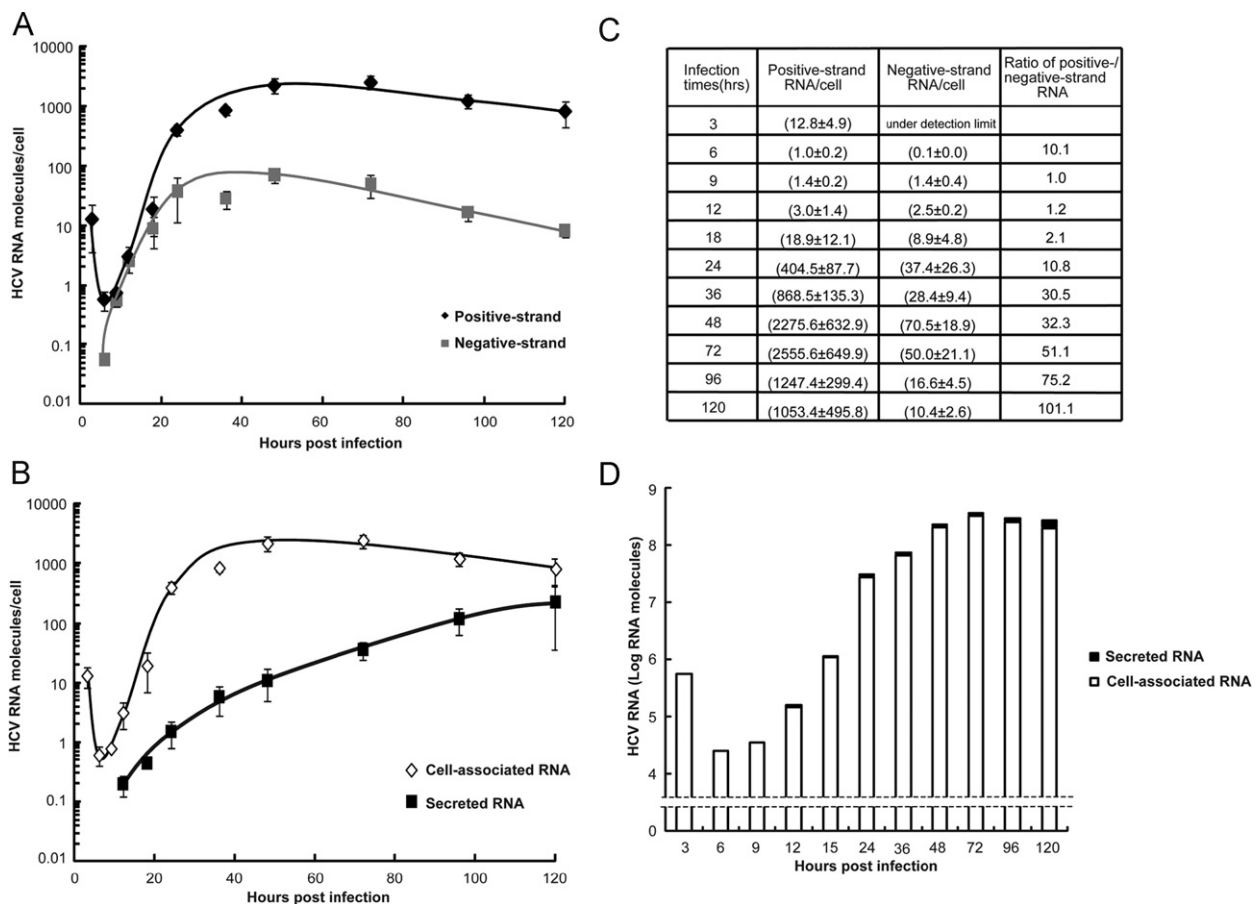 A
10000
1000
100
10
1
0.1
0.01
HCV RNA molecules/cell
Positive-strand
Negative-strand
0 20 40 60 80 100 120
Hours post infection
B
10000
1000
100
10
1
0.1
0.01
HCV RNA molecules/cell
Cell-associated RNA
Secreted RNA
0 20 40 60 80 100 120
Hours post infection
C
Infection times(hrs) Positive-strand RNA/cell Negative-strand RNA/cell Ratio of positive-/ negative-strand RNA
3 (12.8±4.9) under detection limit
6 (1.0±0.2) (0.1±0.0) 10.1
9 (1.4±0.2) (1.4±0.4) 1.0
12 (3.0±1.4) (2.5±0.2) 1.2
18 (18.9±12.1) (8.9±4.8) 2.1
24 (404.5±87.7) (37.4±26.3) 10.8
36 (868.5±135.3) (28.4±9.4) 30.5
48 (2275.6±632.9) (70.5±18.9) 32.3
72 (2555.6±649.9) (50.0±21.1) 51.1
96 (1247.4±299.4) (16.6±4.5) 75.2
120 (1053.4±495.8) (10.4±2.6) 101.1
D
9
8
6
5
4
0
HCV RNA (Log RNA molecules)
Secreted RNA
Cell-associated RNA
3 6 9 12 15 24 36 48 72 96 120
Hours post infection